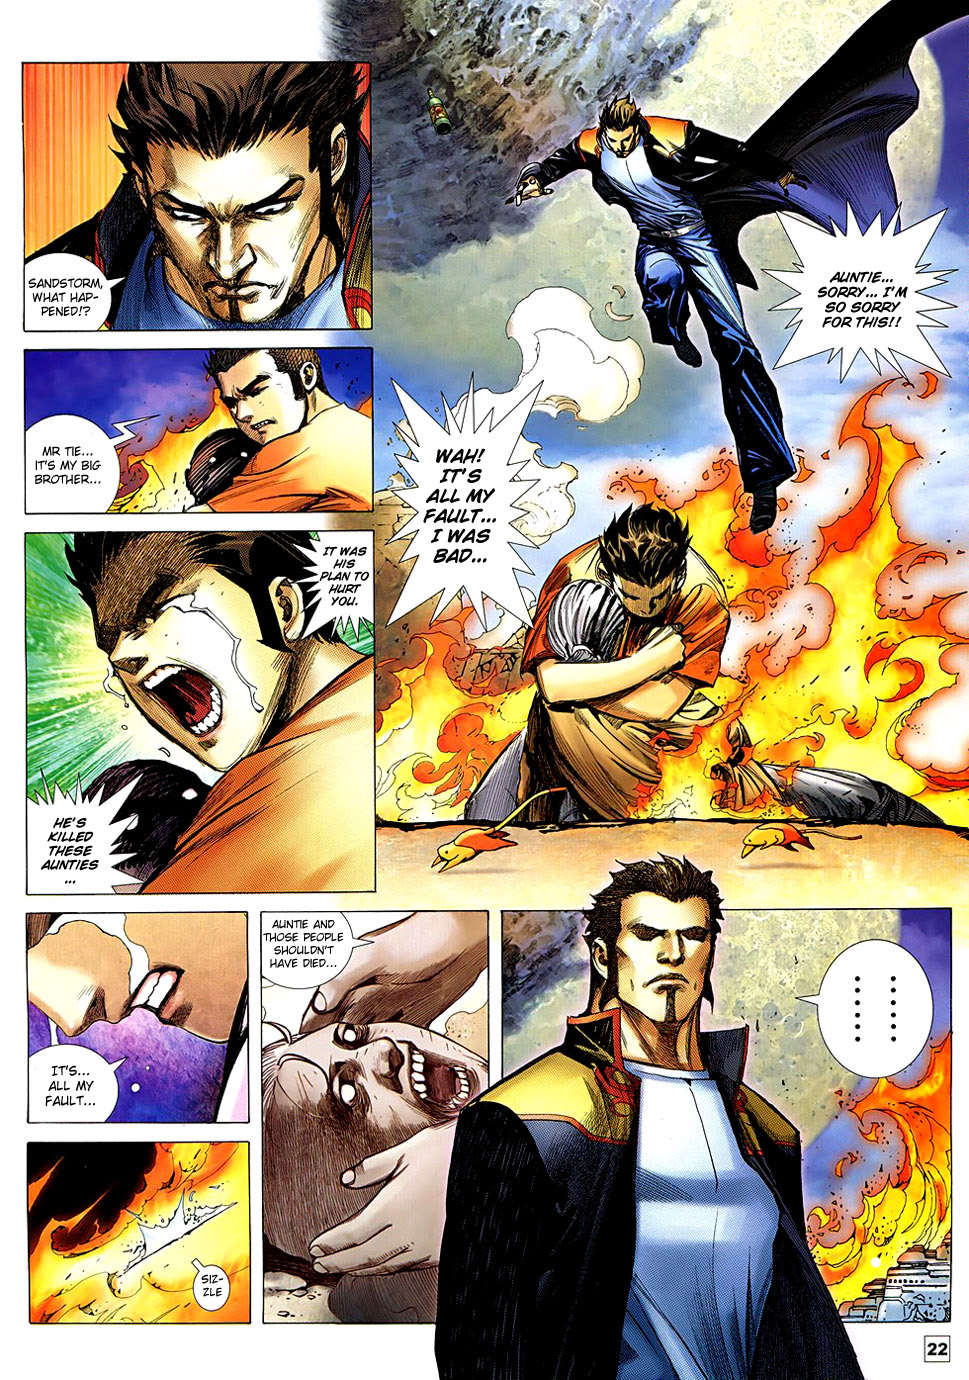 AUNTIE...
SORRY... I'M
SO SORRY
FOR THIS!!
WAH!
IT'S
ALL MY
FAULT...
I WAS
BAD...
SANDSTORM,
WHAT HAP-
PENED!?
MR TIE...
IT'S MY BIG
BROTHER...
IT WAS
HIS
PLAN TO
HURT
YOU.
HE'S
KILLED
THESE
AUNTIES
...
IT'S...
ALL MY
FAULT...
AUNTIE AND
THOSE PEOPLE
SHOULDN'T
HAVE DIED...
SIZ-
ZLE
22